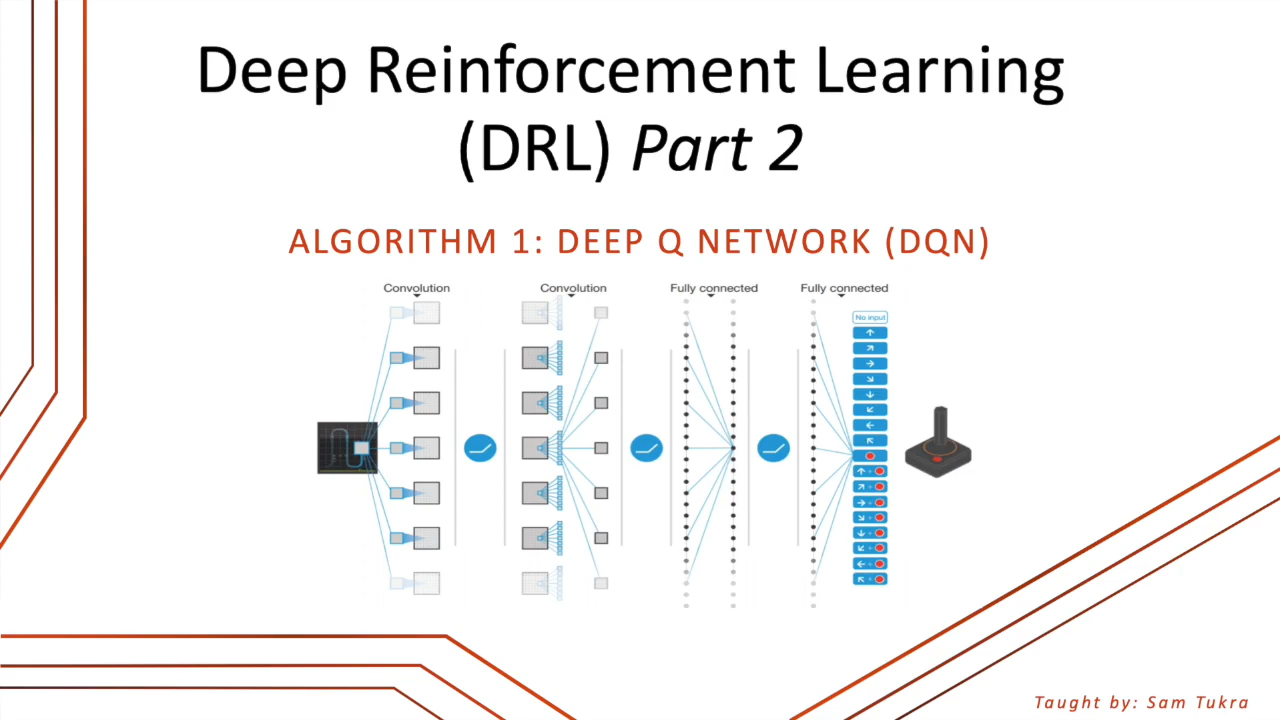 Deep Reinforcement Learning
(DRL) Part 2
ALGORITHM 1: DEEP Q NETWORK (DQN)
Convolution Convolution Fully connected Fully connected
No input
Taught by: Sam Tukra